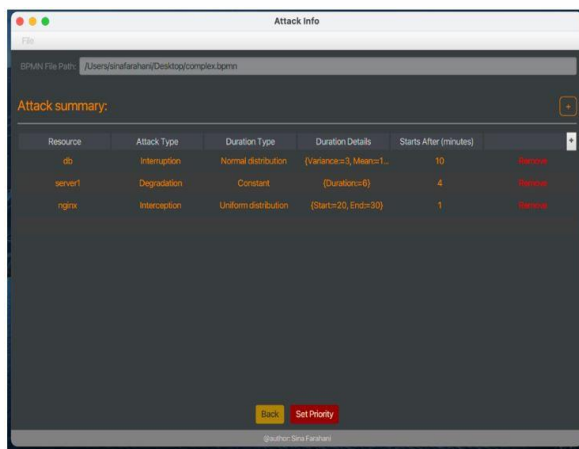 Attack Info
File
BPMN File Path: /Users/sinafarahani/Desktop/complex.bpmn
Attack summary: +
Resource Attack Type Duration Type Duration Details Starts After (minutes) +
db Interruption Normal distribution {Variance:=3, Mean:=1... 10 Remove
server1 Degradation Constant {Duration:=6} 4 Remove
nginx Interception Uniform distribution {Start:=20, End:=30} 1 Remove
Back Set Priority
@author: Sina Farahani